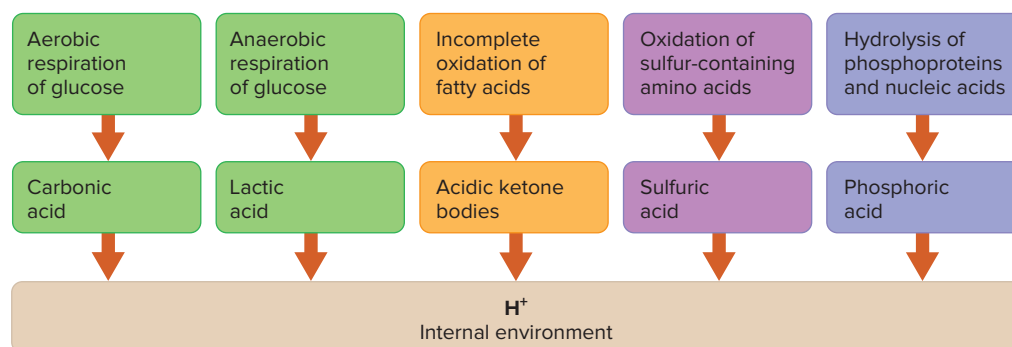 Aerobic
respiration
of glucose
Anaerobic
respiration
of glucose
Incomplete
oxidation of
fatty acids
Oxidation of
sulfur-containing
amino acids
Hydrolysis of
phosphoproteins
and nucleic acids
Carbonic
acid
Lactic
acid
Acidic ketone
bodies
Sulfuric
acid
Phosphoric
acid
H⁺
Internal environment